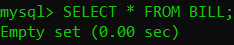 mysql> SELECT * FROM BILL;
Empty set (0.00 sec)